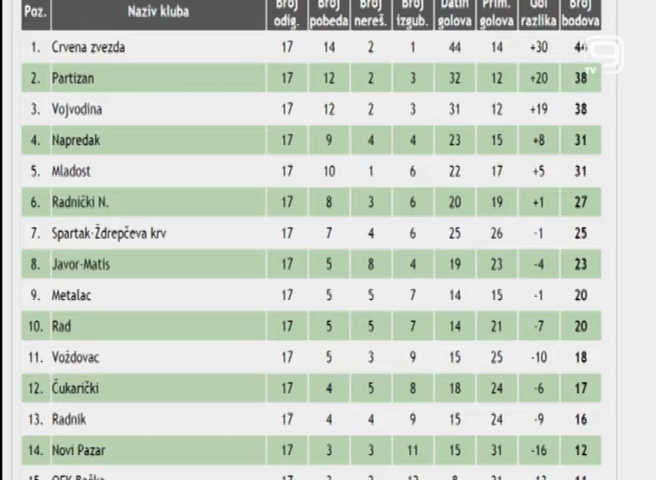 Poz. Naziv kluba Broj odig. Broj pobeda Broj nereš. Broj izgub. Datih golova Prim. golova Gol razlika Broj bodova
1. Crvena zvezda 17 14 2 1 44 14 +30 44
2. Partizan 17 12 2 3 32 12 +20 38
3. Vojvodina 17 12 2 3 31 12 +19 38
4. Napredak 17 9 4 4 23 15 +8 31
5. Mladost 17 10 1 6 22 17 +5 31
6. Radnički N. 17 8 3 6 20 19 +1 27
7. Spartak-Ždrepčeva krv 17 7 4 6 25 26 -1 25
8. Javor-Matis 17 5 8 4 19 23 -4 23
9. Metalac 17 5 5 7 14 15 -1 20
10. Rad 17 5 5 7 14 21 -7 20
11. Voždovac 17 5 3 9 15 25 -10 18
12. Čukarički 17 4 5 8 18 24 -6 17
13. Radnik 17 4 4 9 15 24 -9 16
14. Novi Pazar 17 3 3 11 15 31 -16 12
TV